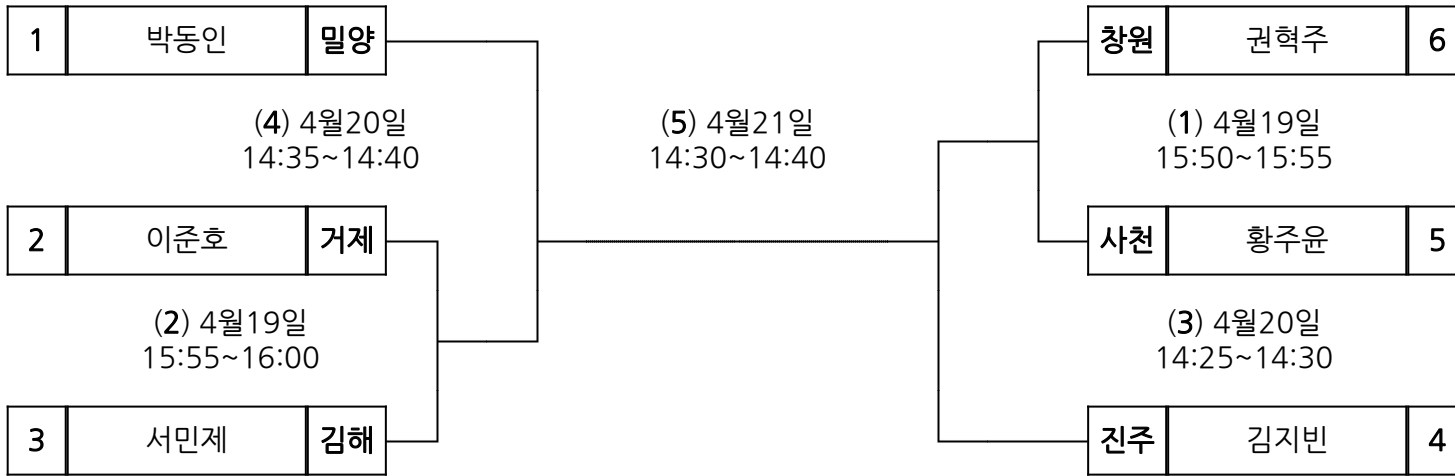 1 박동인 밀양
창원 권혁주 6
(4) 4월20일
14:35~14:40
(5) 4월21일
14:30~14:40
(1) 4월19일
15:50~15:55
2 이준호 거제
사천 황주윤 5
(2) 4월19일
15:55~16:00
(3) 4월20일
14:25~14:30
3 서민제 김해
진주 김지빈 4